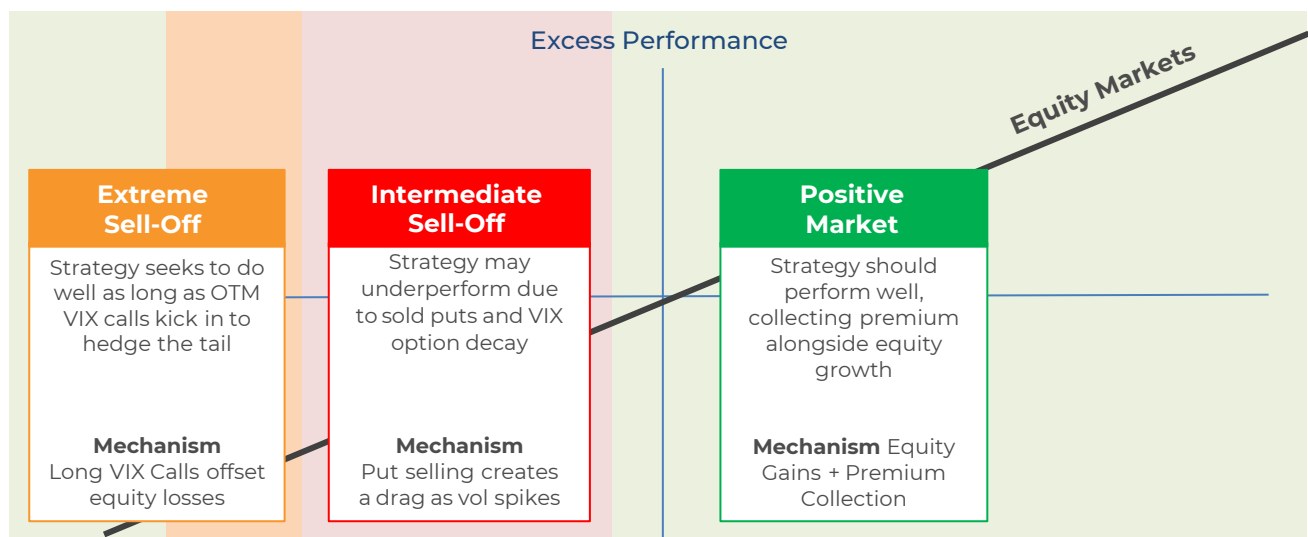 Excess Performance
Equity Markets
Extreme
Sell-Off
Strategy seeks to do
well as long as OTM
VIX calls kick in to
hedge the tail
Mechanism
Long VIX Calls offset
equity losses
Intermediate
Sell-Off
Strategy may
underperform due
to sold puts and VIX
option decay
Mechanism
Put selling creates
a drag as vol spikes
Positive
Market
Strategy should
perform well,
collecting premium
alongside equity
growth
Mechanism Equity
Gains + Premium
Collection